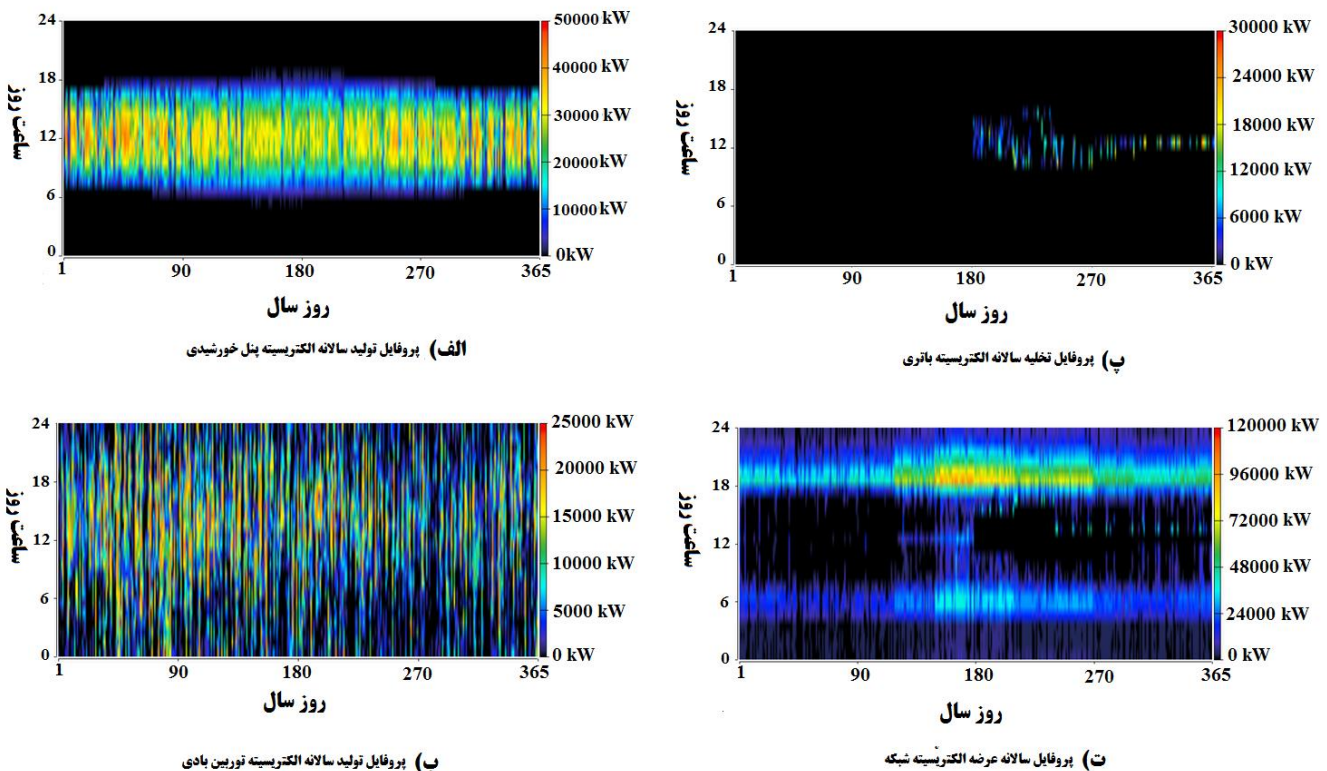 24
18
12
6
0
ساعت روز
1
90
180
270
365
روز سال
50000 kW
40000 kW
30000 kW
20000 kW
10000 kW
0 kW
الف) پروفایل تولید سالانه الکتریسیته پنل خورشیدی
24
18
12
6
0
ساعت روز
1
90
180
270
365
روز سال
30000 kW
24000 kW
18000 kW
12000 kW
6000 kW
0 kW
پ) پروفایل تخلیه سالانه الکتریسیته باتری
24
18
12
6
0
ساعت روز
1
90
180
270
365
روز سال
25000 kW
20000 kW
15000 kW
10000 kW
5000 kW
0 kW
ب) پروفایل تولید سالانه الکتریسیته توربین بادی
24
18
12
6
0
ساعت روز
1
90
180
270
365
روز سال
120000 kW
96000 kW
72000 kW
48000 kW
24000 kW
0 kW
ت) پروفایل سالانه عرضه الکتریسیته شبکه